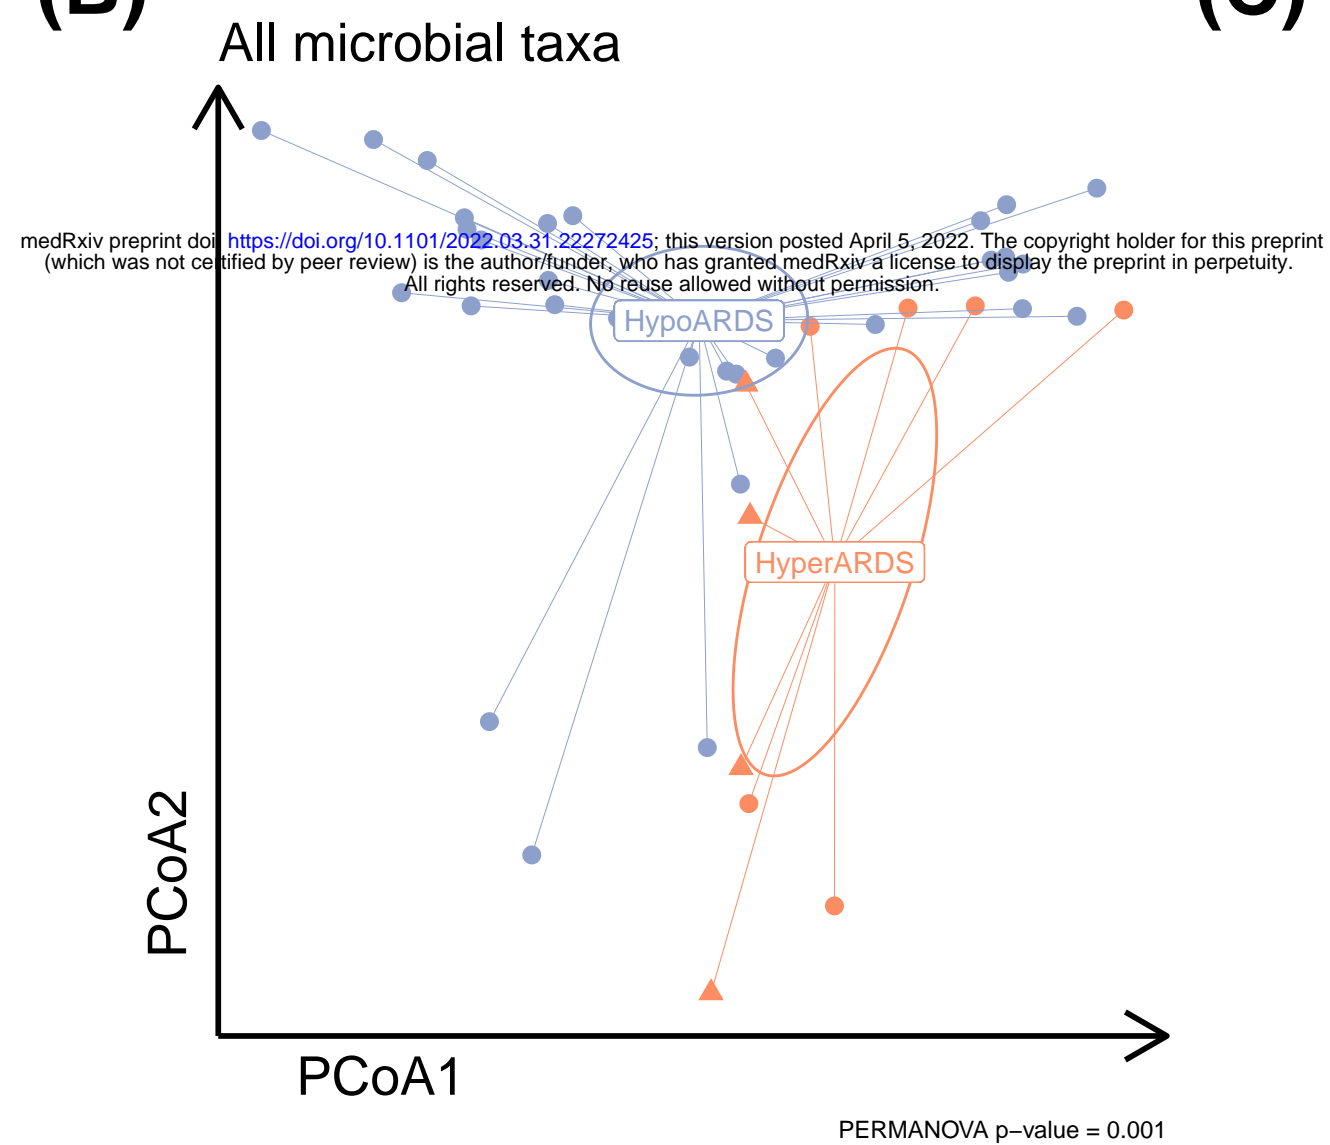 (B)
(C)
All microbial taxa
medRxiv preprint doi: https://doi.org/10.1101/2022.03.31.22272425; this version posted April 5, 2022. The copyright holder for this preprint
(which was not certified by peer review) is the author/funder, who has granted medRxiv a license to display the preprint in perpetuity.
All rights reserved. No reuse allowed without permission.
HypoARDS
HyperARDS
PCoA2
PCoA1
PERMANOVA p−value = 0.001